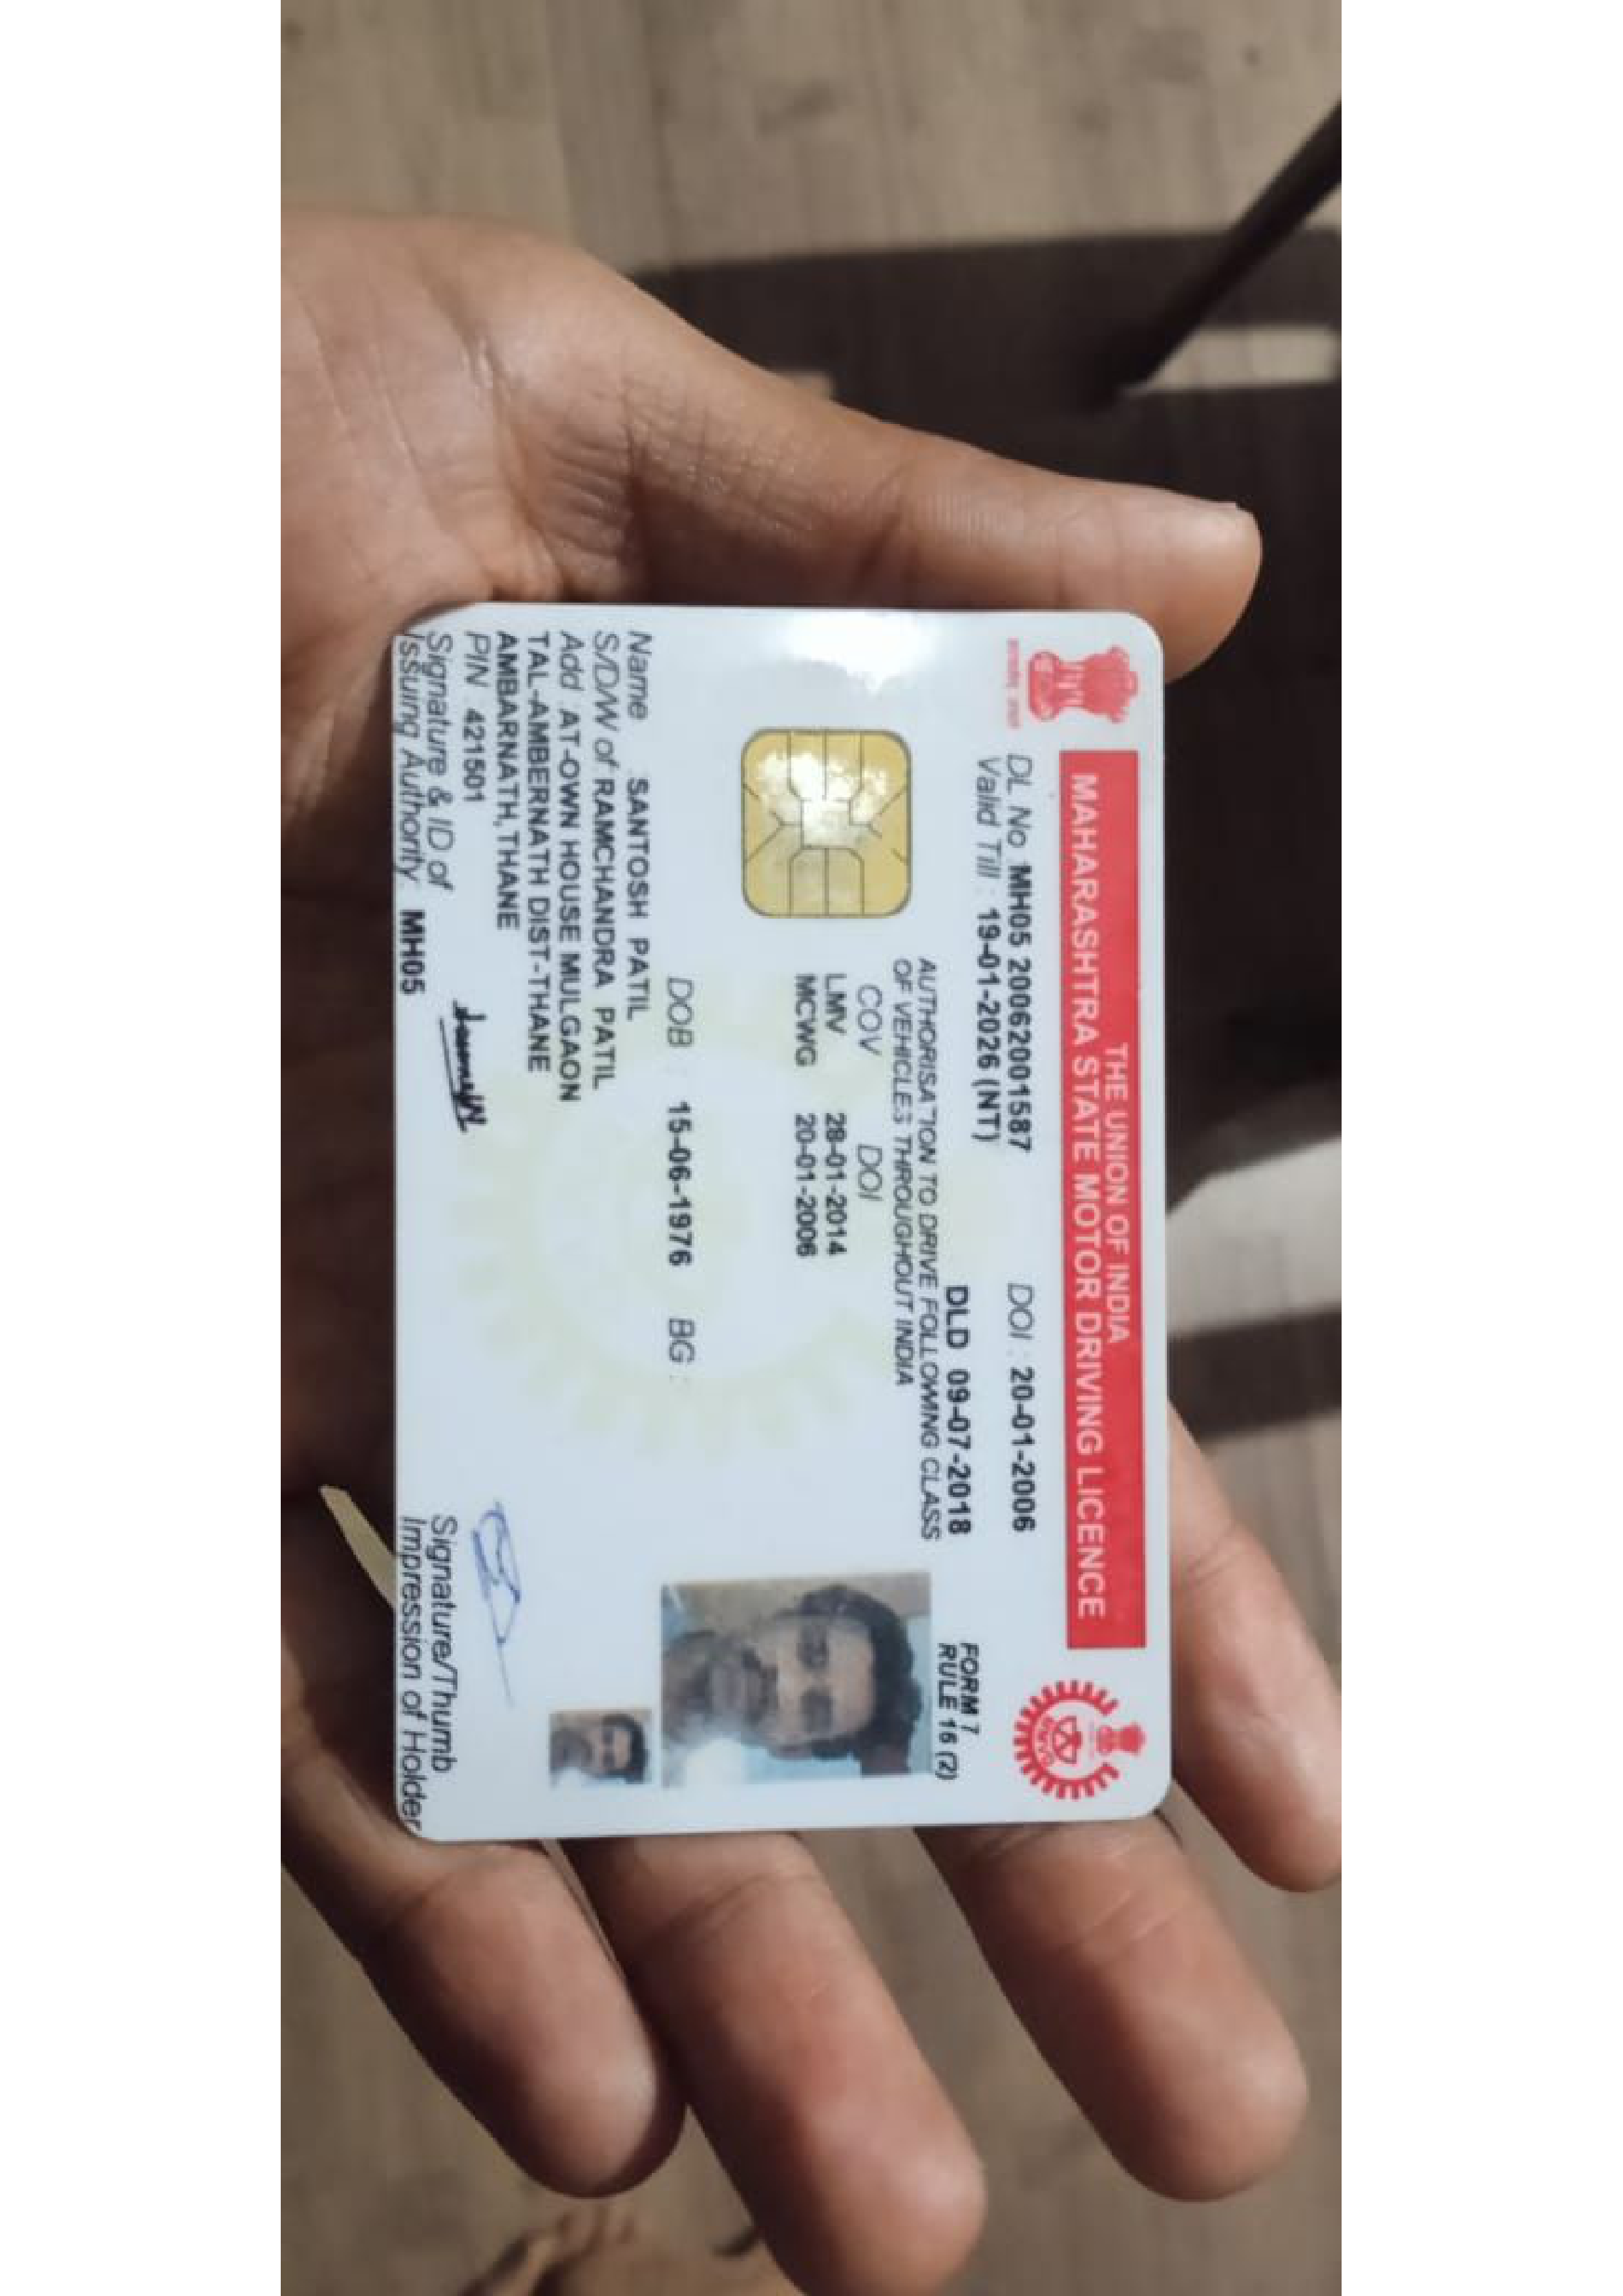 THE UNION OF INDIA
MAHARASHTRA STATE MOTOR DRIVING LICENCE
DL No MH05 20062001587 DOI : 20-01-2006
Valid Till : 19-01-2026 (NT)
DLD 09-07-2018
FORM 7
RULE 16 (2)
AUTHORISATION TO DRIVE FOLLOWING CLASS
OF VEHICLES THROUGHOUT INDIA
COV DOI
LMV 28-01-2014
MCWG 20-01-2006
DOB : 15-06-1976 BG :
Name SANTOSH PATIL
S/D/W of RAMCHANDRA PATIL
Add AT-OWN HOUSE MULGAON
TAL-AMBERNATH DIST-THANE
AMBARNATH,THANE
PIN 421501
Signature & ID of
Issuing Authority MH05
Signature/Thumb
Impression of Holder